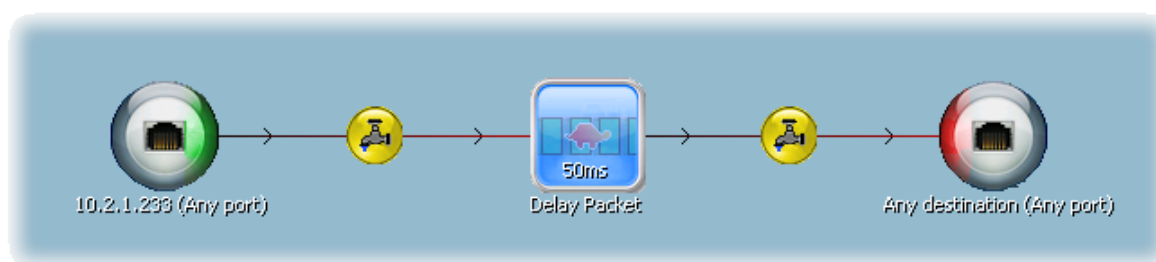 50ms
10.2.1.233 (Any port)
Delay Packet
Any destination (Any port)